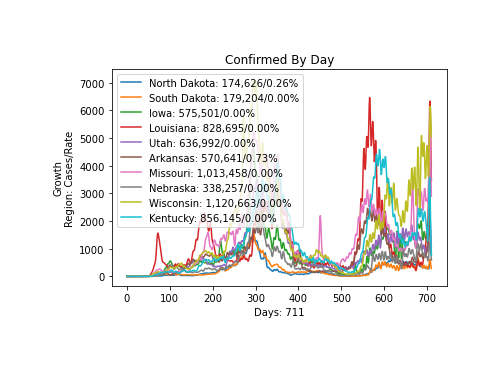 Confirmed By Day
Growth
Region: Cases/Rate
7000
6000
5000
4000
3000
2000
1000
0
North Dakota: 174,626/0.26%
South Dakota: 179,204/0.00%
Iowa: 575,501/0.00%
Louisiana: 828,695/0.00%
Utah: 636,992/0.00%
Arkansas: 570,641/0.73%
Missouri: 1,013,458/0.00%
Nebraska: 338,257/0.00%
Wisconsin: 1,120,663/0.00%
Kentucky: 856,145/0.00%
0 100 200 300 400 500 600 700
Days: 711